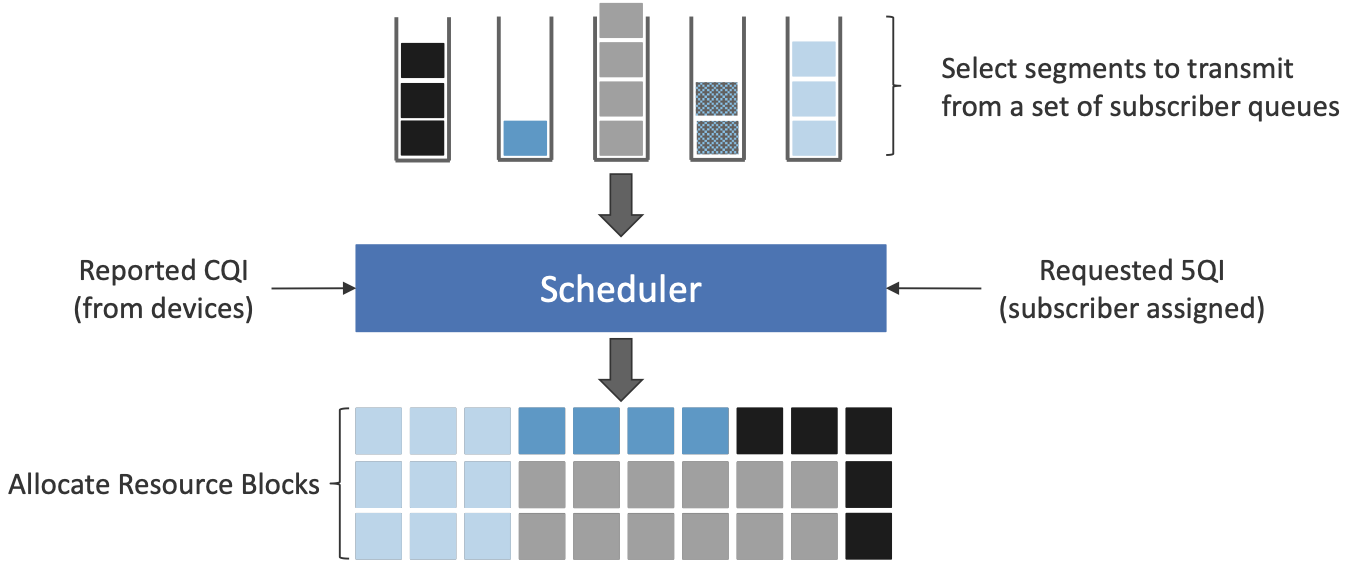 Select segments to transmit
from a set of subscriber queues
Reported CQI
(from devices)
Scheduler
Requested 5QI
(subscriber assigned)
Allocate Resource Blocks